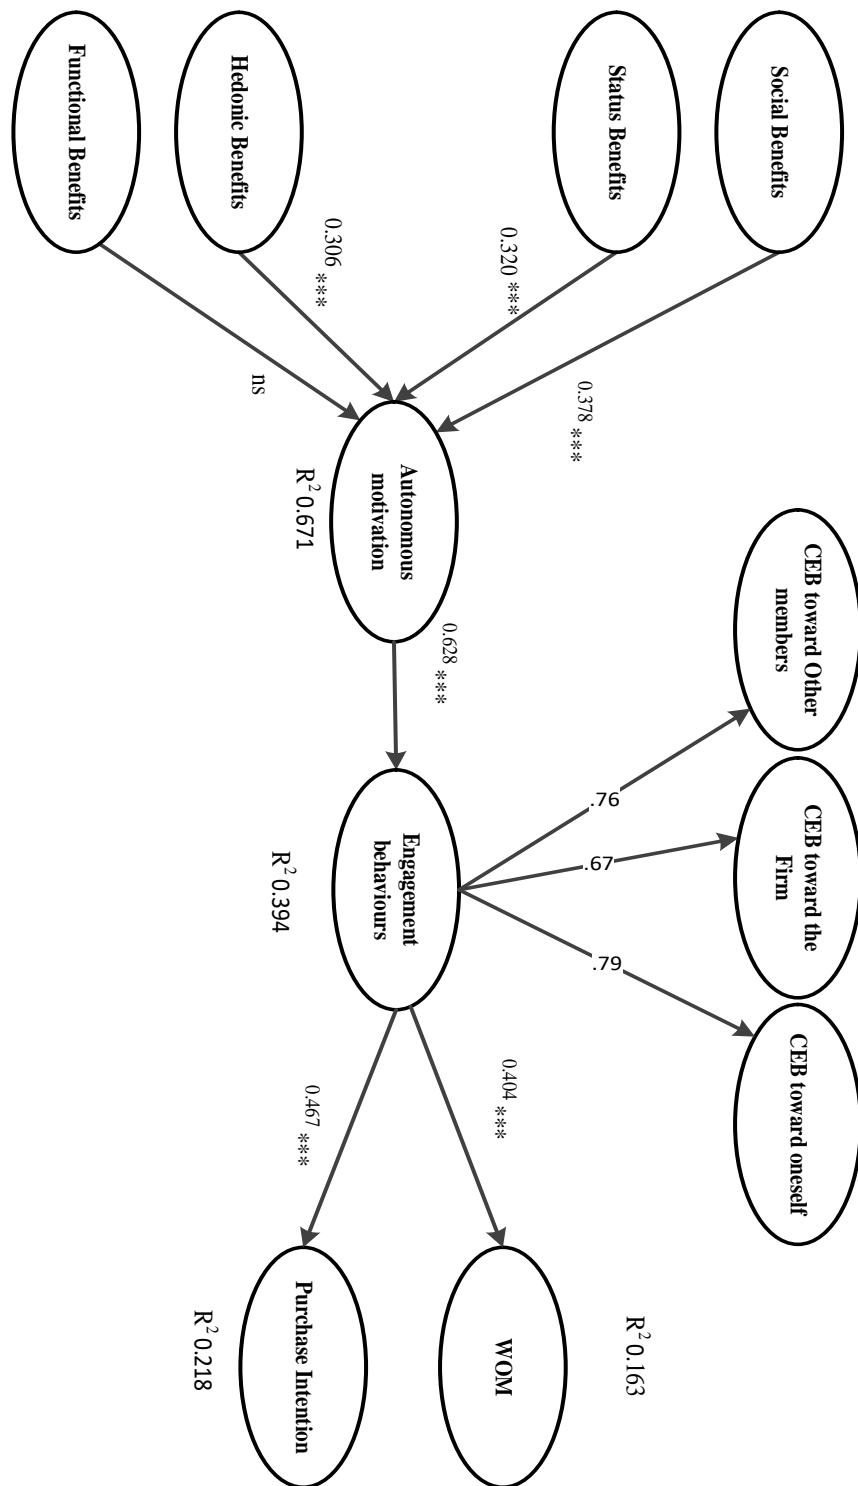 Social Benefits
Status Benefits
Hedonic Benefits
Functional Benefits
0.378 ***
0.320 ***
0.306 ***
ns
Autonomous
motivation
R² 0.671
0.628 ***
CEB toward Other
members
CEB toward the
Firm
CEB toward oneself
.76
.67
.79
Engagement
behaviours
R² 0.394
0.404 ***
0.467 ***
WOM
R² 0.163
Purchase Intention
R² 0.218